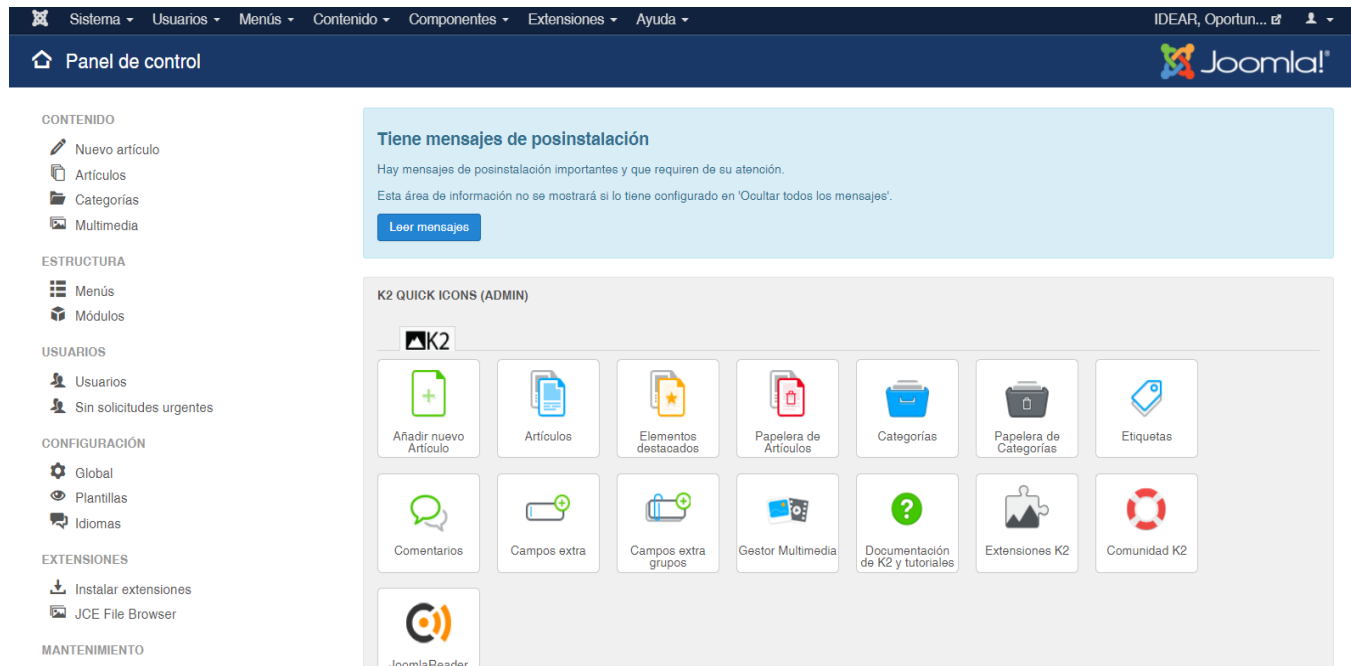 Sistema Usuarios Menús Contenido Componentes Extensiones Ayuda IDEAR, Oportun...
Panel de control
Joomla!®
CONTENIDO
Nuevo artículo
Artículos
Categorías
Multimedia
ESTRUCTURA
Menús
Módulos
USUARIOS
Usuarios
Sin solicitudes urgentes
CONFIGURACIÓN
Global
Plantillas
Idiomas
EXTENSIONES
Instalar extensiones
JCE File Browser
MANTENIMIENTO
Tiene mensajes de posinstalación
Hay mensajes de posinstalación importantes y que requiren de su atención.
Esta área de información no se mostrará si lo tiene configurado en 'Ocultar todos los mensajes'.
Leer mensajes
K2 QUICK ICONS (ADMIN)
K2
Añadir nuevo
Artículo
Artículos
Elementos
destacados
Papelera de
Artículos
Categorías
Papelera de
Categorías
Etiquetas
Comentarios
Campos extra
Campos extra
grupos
Gestor Multimedia
Documentación
de K2 y tutoriales
Extensiones K2
Comunidad K2
JoomlaReader